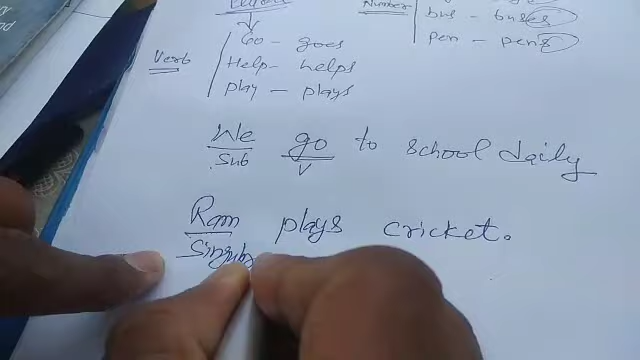 Number
bus - buses
pen - pens
V
Verb
Go - goes
Help - helps
Play - plays
We go to school daily
Sub V
Ram plays cricket.